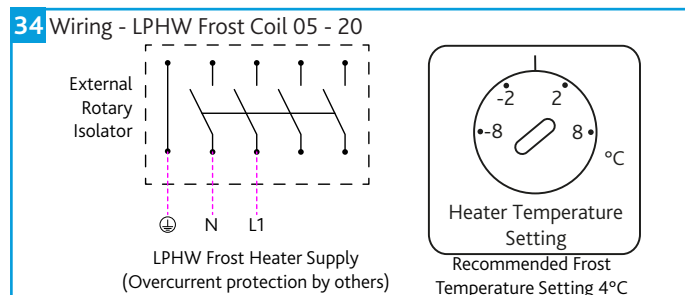 34 Wiring - LPHW Frost Coil 05 - 20
External
Rotary
Isolator
N L1
LPHW Frost Heater Supply
(Overcurrent protection by others)
-2 2
-8 8
°C
Heater Temperature
Setting
Recommended Frost
Temperature Setting 4°C